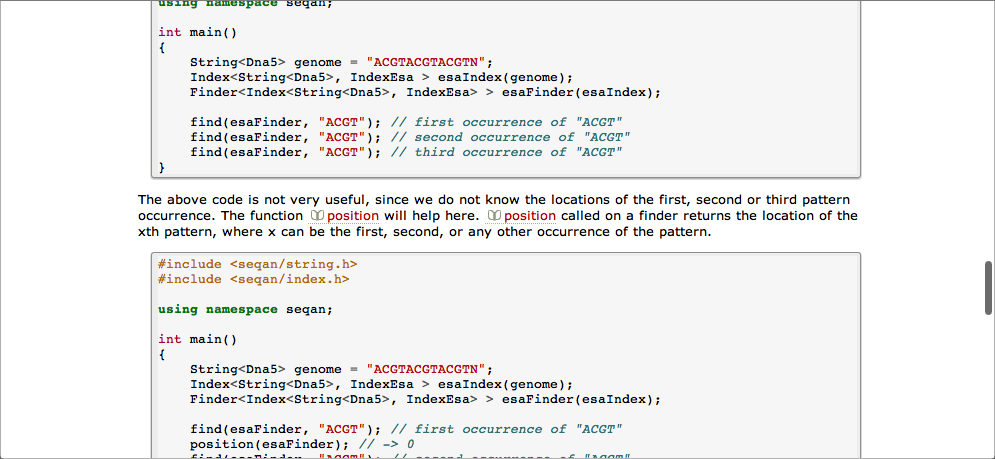 using namespace seqan;
int main()
{
String<Dna5> genome = "ACGTACGTACGTN";
Index<String<Dna5>, IndexEsa > esaIndex(genome);
Finder<Index<String<Dna5>, IndexEsa> > esaFinder(esaIndex);
find(esaFinder, "ACGT"); // first occurrence of "ACGT"
find(esaFinder, "ACGT"); // second occurrence of "ACGT"
find(esaFinder, "ACGT"); // third occurrence of "ACGT"
}
The above code is not very useful, since we do not know the locations of the first, second or third pattern
occurrence. The function position will help here. position called on a finder returns the location of the
xth pattern, where x can be the first, second, or any other occurrence of the pattern.
#include <seqan/string.h>
#include <seqan/index.h>
using namespace seqan;
int main()
{
String<Dna5> genome = "ACGTACGTACGTN";
Index<String<Dna5>, IndexEsa > esaIndex(genome);
Finder<Index<String<Dna5>, IndexEsa> > esaFinder(esaIndex);
find(esaFinder, "ACGT"); // first occurrence of "ACGT"
position(esaFinder); // -> 0
find(esaFinder, "ACGT"); // second occurrence of "ACGT"